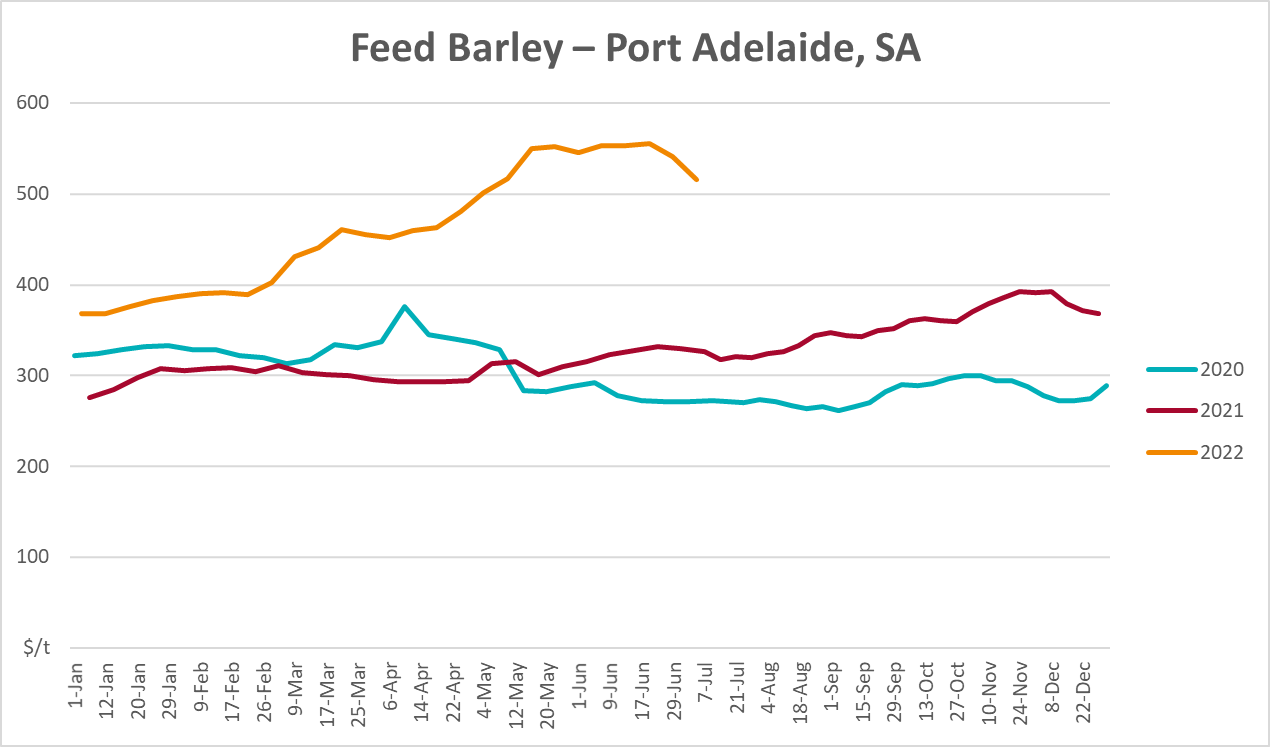 Feed Barley – Port Adelaide, SA
600
500
400
300
200
100
$/t
1-Jan
12-Jan
20-Jan
29-Jan
9-Feb
17-Feb
26-Feb
9-Mar
17-Mar
25-Mar
6-Apr
14-Apr
22-Apr
4-May
12-May
20-May
1-Jun
9-Jun
17-Jun
29-Jun
7-Jul
21-Jul
4-Aug
18-Aug
1-Sep
15-Sep
29-Sep
13-Oct
27-Oct
10-Nov
24-Nov
8-Dec
22-Dec
2020
2021
2022